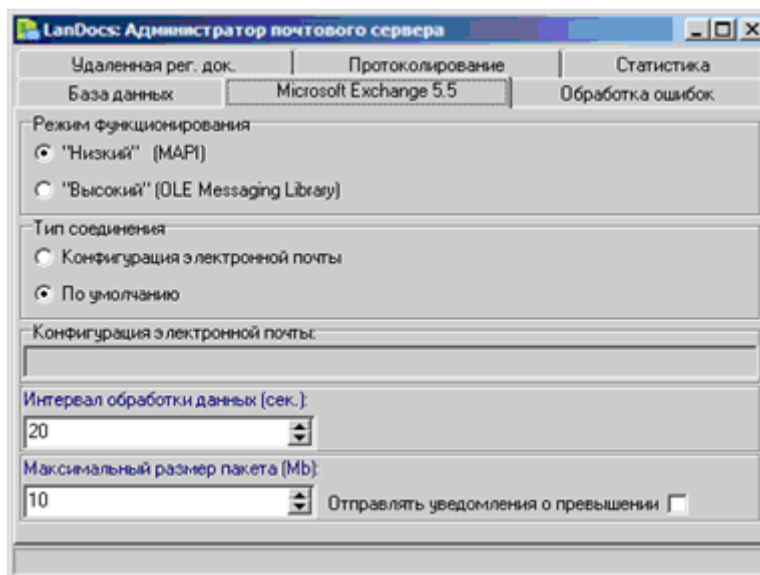 LanDocs: Администратор почтового сервера
Удаленная рег. док.
Протоколирование
Статистика
База данных
Microsoft Exchange 5.5
Обработка ошибок
Режим функционирования
"Низкий" (MAPI)
"Высокий" (OLE Messaging Library)
Тип соединения
Конфигурация электронной почты
По умолчанию
Конфигурация электронной почты:
Интервал обработки данных (сек.):
20
Максимальный размер пакета (Mb):
10
Отправлять уведомления о превышении